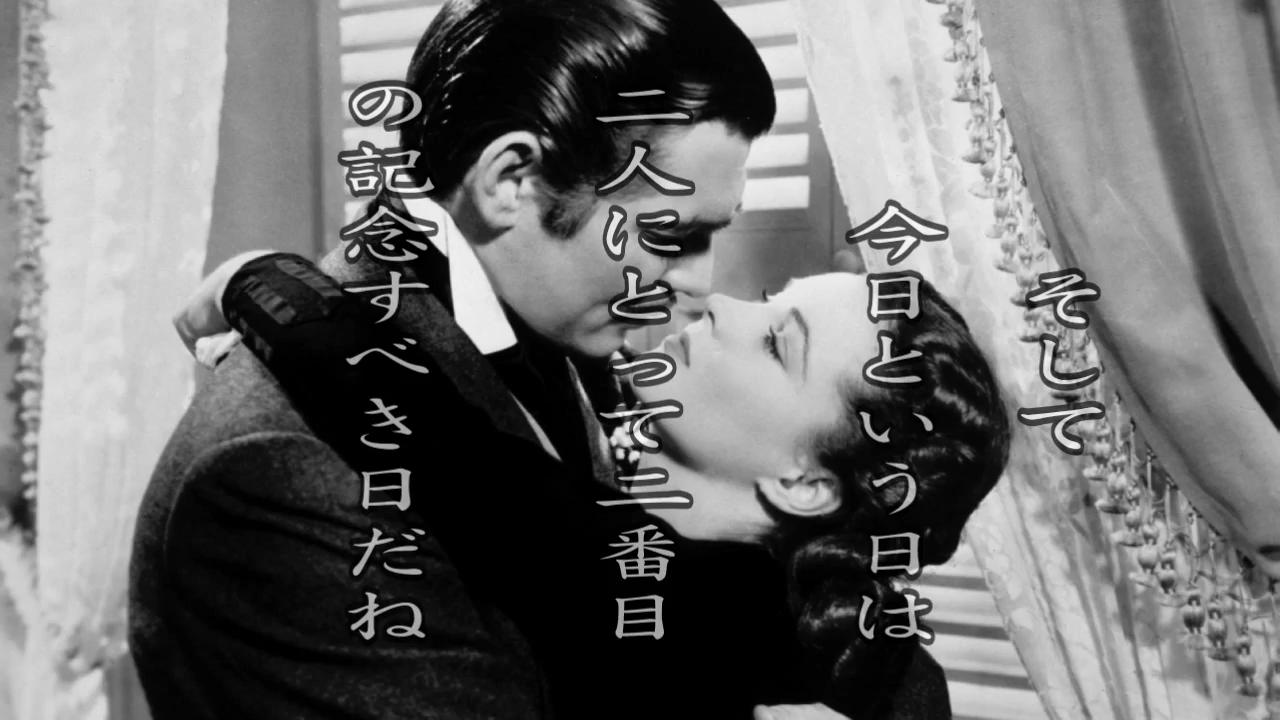 そして
今日という日は
二人にとって二番目
の記念すべき日だね